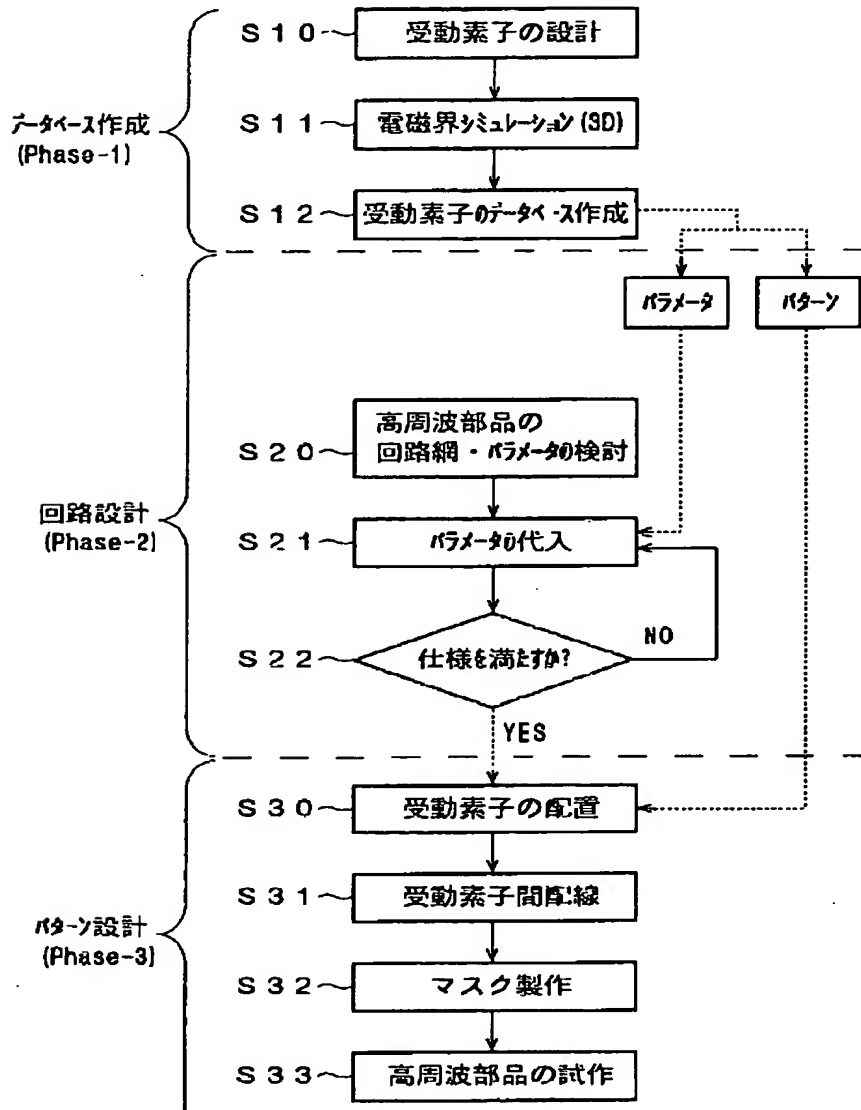 S10
受動素子の設計
S11
電磁界シミュレーション(3D)
データベース作成
(Phase-1)
S12
受動素子のデータベース作成
パラメータ
パターン
高周波部品の
S20
回路網・パラメータの検討
回路設計
(Phase-2)
S21
パラメータの代入
S22
仕様を満たすか?
NO
YES
S30
受動素子の配置
S31
受動素子間配線
パターン設計
(Phase-3)
S32
マスク製作
S33
高周波部品の試作